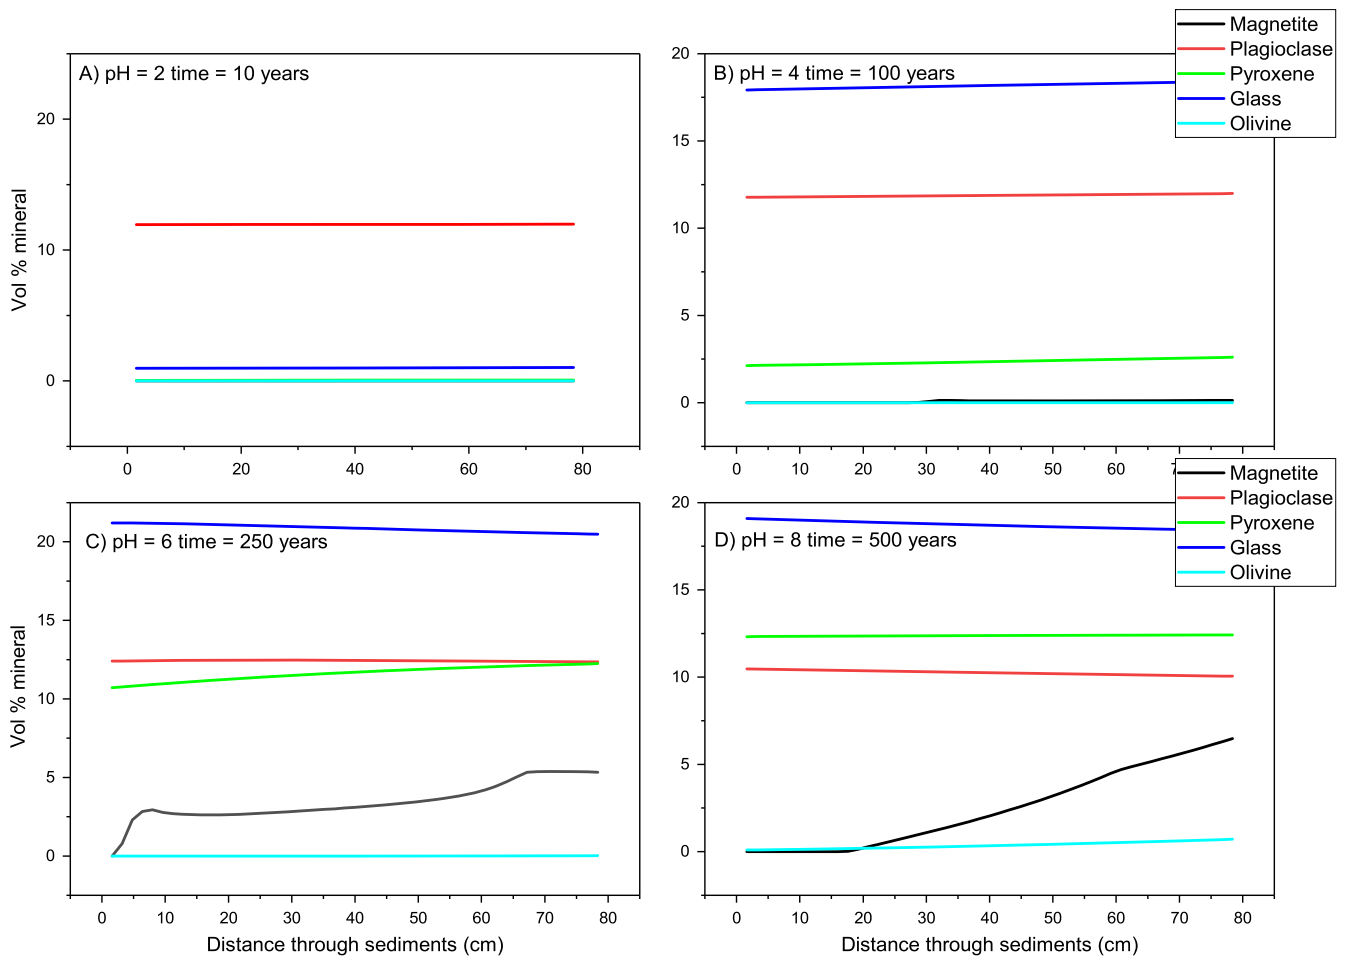 A) pH = 2 time = 10 years
Vol % mineral
20
10
0
0 20 40 60 80
B) pH = 4 time = 100 years
Magnetite
Plagioclase
Pyroxene
Glass
Olivine
20
15
10
5
0
0 10 20 30 40 50 60 7 80
C) pH = 6 time = 250 years
Vol % mineral
20
15
10
5
0
0 10 20 30 40 50 60 70 80
Distance through sediments (cm)
D) pH = 8 time = 500 years
Magnetite
Plagioclase
Pyroxene
Glass
Olivine
20
15
10
5
0
0 10 20 30 40 50 60 70 80
Distance through sediments (cm)